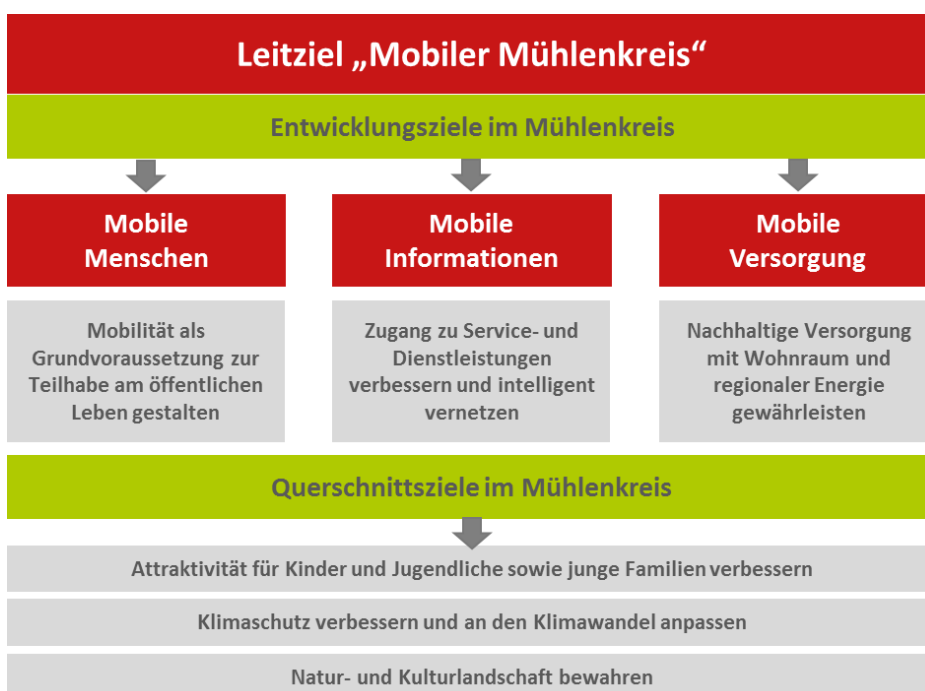 Leitziel „Mobiler Mühlenkreis“
Entwicklungsziele im Mühlenkreis
Mobile
Menschen
Mobilität als
Grundvoraussetzung zur
Teilhabe am öffentlichen
Leben gestalten
Mobile
Informationen
Zugang zu Service- und
Dienstleistungen
verbessern und intelligent
vernetzen
Mobile
Versorgung
Nachhaltige Versorgung
mit Wohnraum und
regionaler Energie
gewährleisten
Querschnittsziele im Mühlenkreis
Attraktivität für Kinder und Jugendliche sowie junge Familien verbessern
Klimaschutz verbessern und an den Klimawandel anpassen
Natur- und Kulturlandschaft bewahren